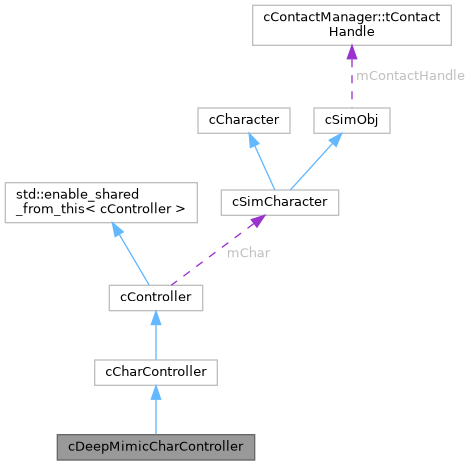 cContactManager::tContact
Handle
mContactHandle
cCharacter
cSimObj
std::enable_shared
_from_this< cController >
cSimCharacter
mChar
cController
cCharController
cDeepMimicCharController